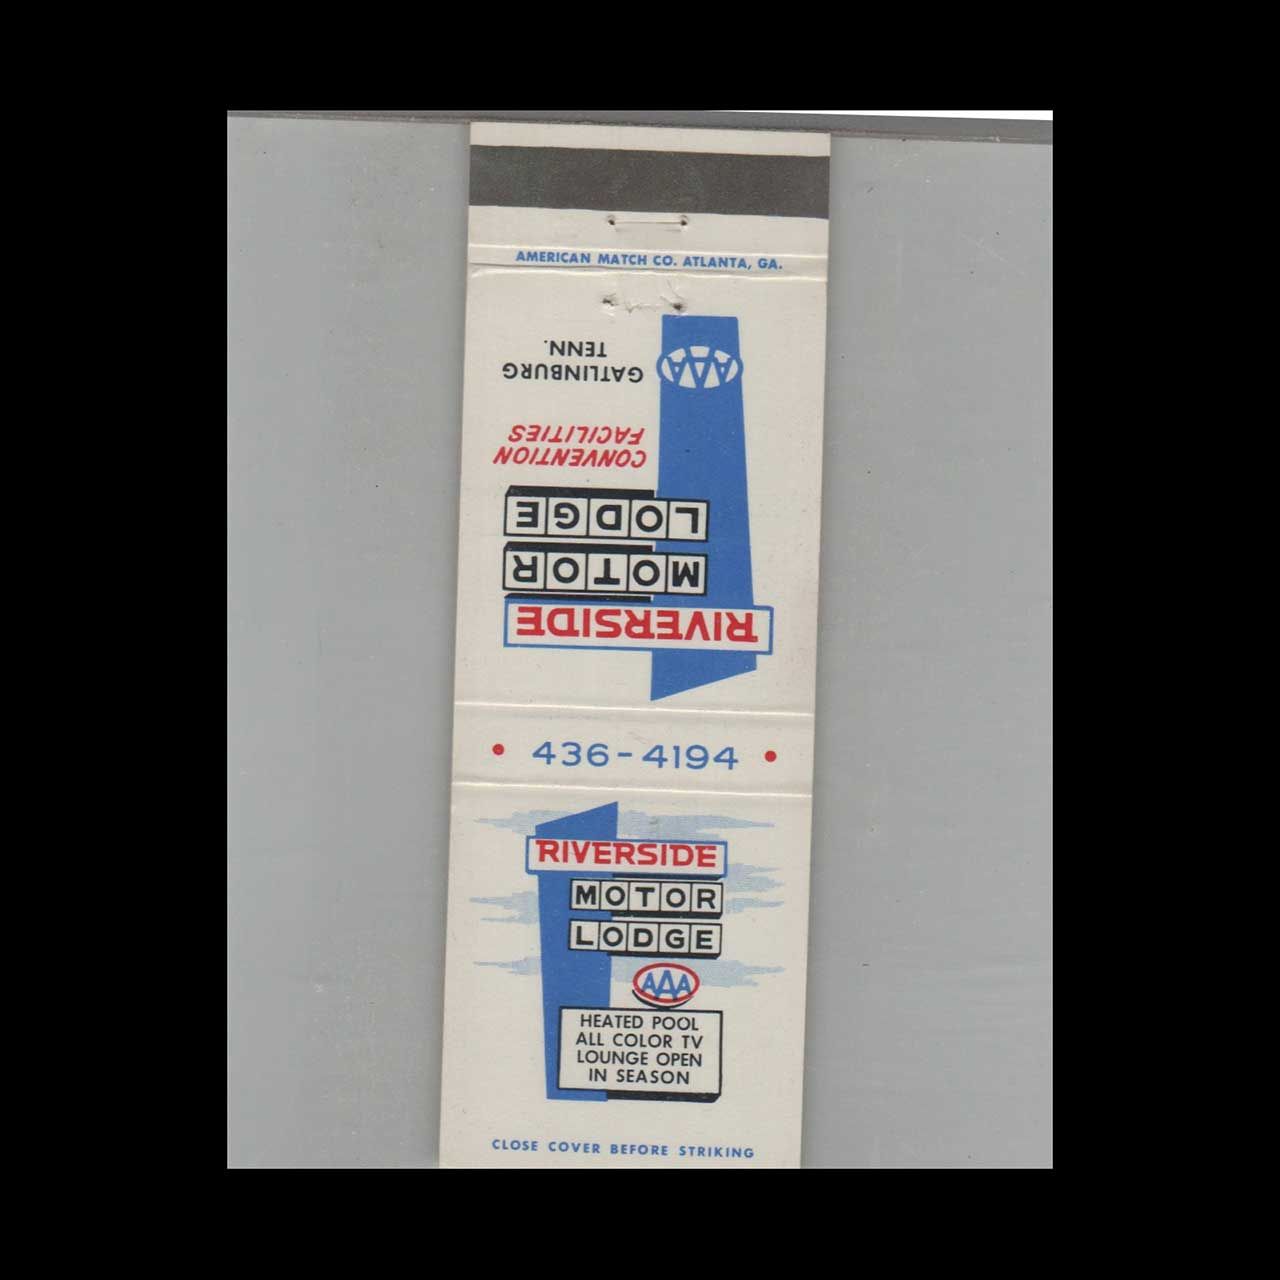 AMERICAN MATCH CO. ATLANTA, GA.
RIVERSIDE
MOTOR
LODGE
CONVENTION
FACILITIES
GATLINBURG
TENN.
AAA
• 436-4194 •
RIVERSIDE
MOTOR
LODGE
AAA
HEATED POOL
ALL COLOR TV
LOUNGE OPEN
IN SEASON
CLOSE COVER BEFORE STRIKING